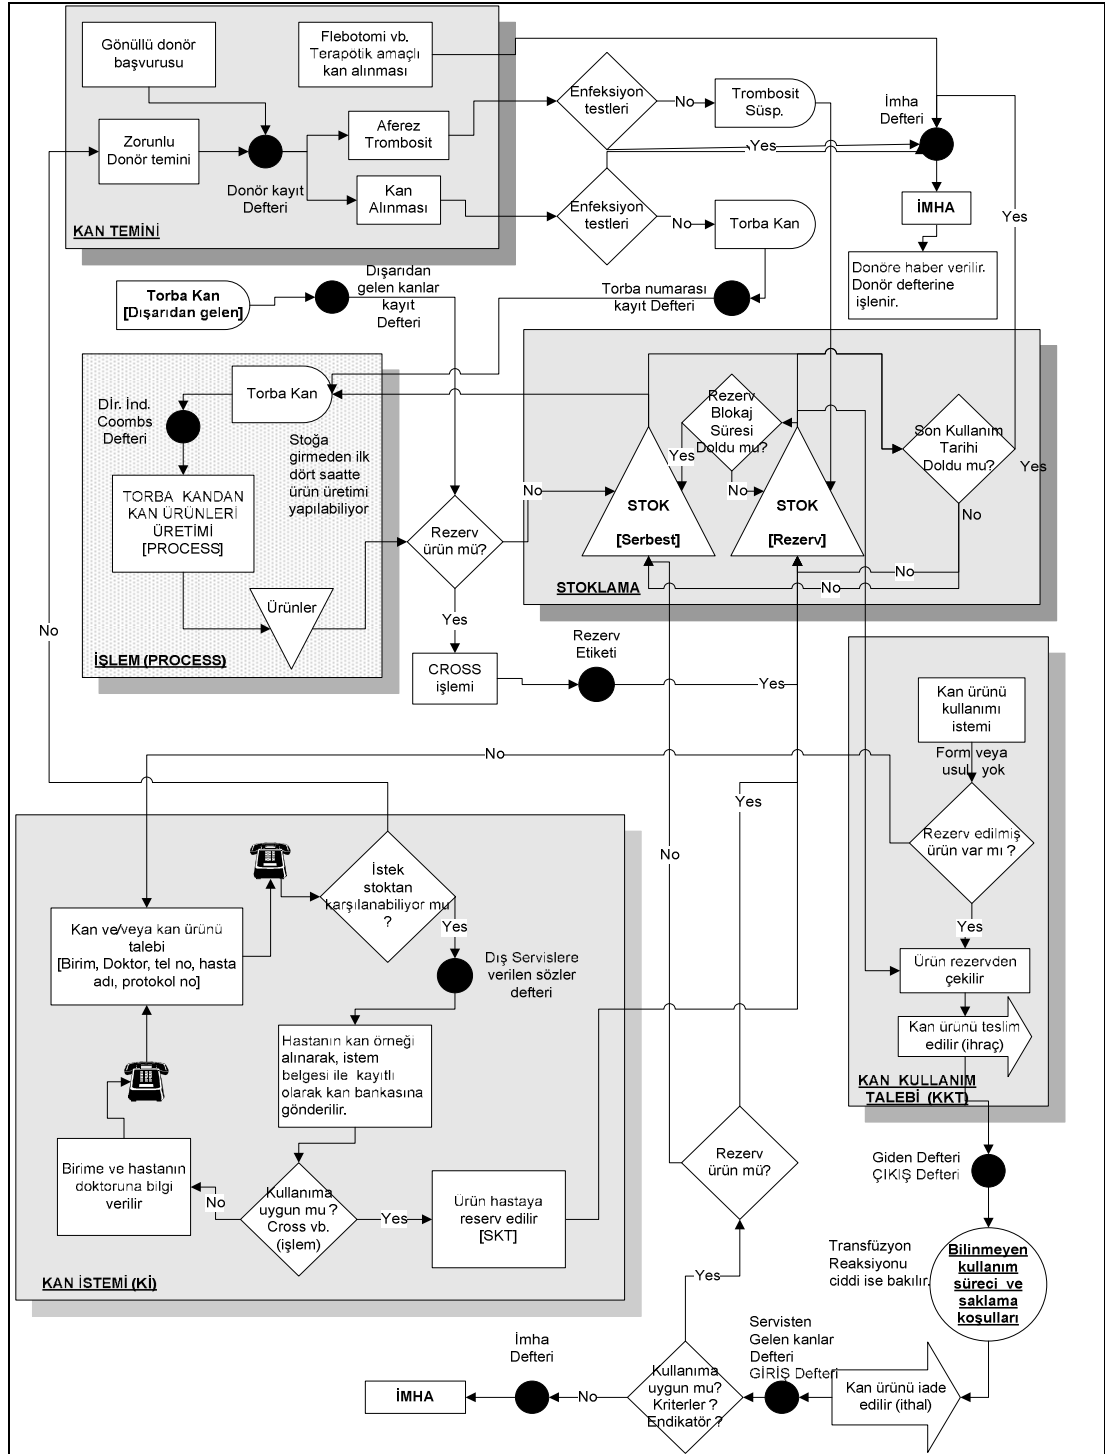 Gönüllü donör
başvurusu
Flebotomi vb.
Terapötik amaçlı
kan alınması
Zorunlu
Donör temini
Donör kayıt
Defteri
Aferez
Trombosit
Kan
Alınması
KAN TEMİNİ
Enfeksiyon
testleri
No
Trombosit
Süsp.
İmha
Defteri
Yes
Enfeksiyon
testleri
No
Torba Kan
İMHA
Yes
Donöre haber verilir.
Donör defterine
işlenir.
Torba Kan
[Dışarıdan gelen]
Dışarıdan
gelen kanlar
kayıt
Defteri
Torba numarası
kayıt Defteri
Torba Kan
Dİr. İnd.
Coombs
Defteri
Stoğa
girmeden ilk
dört saatte
ürün üretimi
yapılabiliyor
TORBA KANDAN
KAN ÜRÜNLERİ
ÜRETİMİ
[PROCESS]
Ürünler
İŞLEM (PROCESS)
Rezerv
ürün mü?
No
Yes
CROSS
işlemi
Rezerv
Etiketi
Yes
Rezerv
Blokaj
Süresi
Doldu mu?
Yes
No
STOK
[Serbest]
STOK
[Rezerv]
Son Kullanım
Tarihi
Doldu mu?
Yes
No
No
No
STOKLAMA
No
No
Kan ürünü
kullanımı
istemi
Form veya
usul yok
Rezerv edilmiş
ürün var mı ?
Yes
Ürün rezervden
çekilir
Kan ürünü teslim
edilir (ihraç)
KAN KULLANIM
TALEBİ (KKT)
Yes
No
İstek
stoktan
karşılanabiliyor mu
?
Yes
Kan ve/veya kan ürünü
talebi
[Birim, Doktor, tel no, hasta
adı, protokol no]
Dış Servislere
verilen sözler
defteri
Hastanın kan örneği
alınarak, istem
belgesi ile kayıtlı
olarak kan bankasına
gönderilir.
Birime ve hastanın
doktoruna bilgi
verilir
No
Kullanıma
uygun mu ?
Cross vb.
(işlem)
Yes
Ürün hastaya
reserv edilir
[SKT]
KAN İSTEMİ (Kİ)
Rezerv
ürün mü?
Giden Defteri
ÇIKIŞ Defteri
Transfüzyon
Reaksiyonu
ciddi ise bakılır.
Bilinmeyen
kullanım
süreci ve
saklama
koşulları
Yes
İmha
Defteri
Servisten
Gelen kanlar
Defteri
GİRİŞ Defteri
İMHA
No
Kullanıma
uygun mu?
Kriterler ?
Endikatör ?
Kan ürünü iade
edilir (ithal)